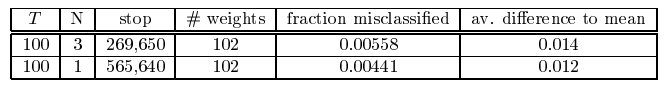 T N stop # weights fraction misclassified av. difference to mean
100 3 269,650 102 0.00558 0.014
100 1 565,640 102 0.00441 0.012